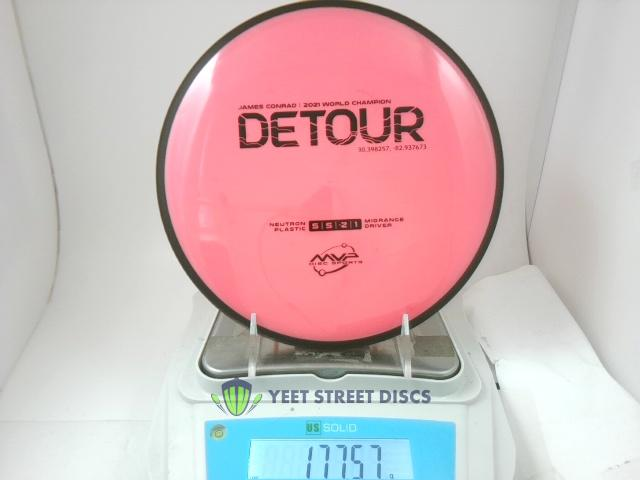 JAMES CONRAD | 2021 WORLD CHAMPION
DETOUR
30.398257, -82.937673
NEUTRON PLASTIC 5 | 5 | -2 | 1 MIDRANGE DRIVER
MVP
DISC SPORTS
YEET STREET DISCS
US SOLID
177.57 g